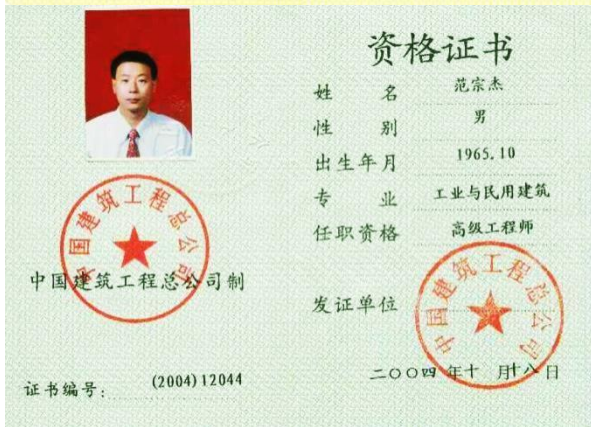 中国建筑工程总公司
中国建筑工程总公司制
证书编号: (2004)12044
资格证书
姓 名 范宗杰
性 别 男
出生年月 1965.10
专 业 工业与民用建筑
任职资格 高级工程师
发证单位
中国建筑工程总公司
二〇〇四年十月十八日